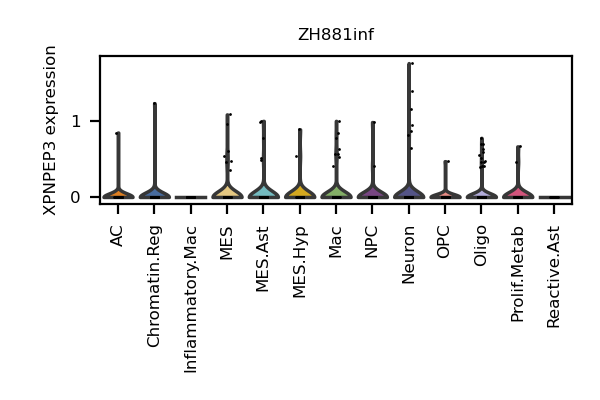 ZH881inf
XPNPEP3 expression
1
0
AC
Chromatin.Reg
Inflammatory.Mac
MES
MES.Ast
MES.Hyp
Mac
NPC
Neuron
OPC
Oligo
Prolif.Metab
Reactive.Ast